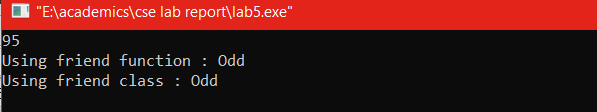 "E:\academics\cse lab report\lab5.exe"
95
Using friend function : Odd
Using friend class : Odd